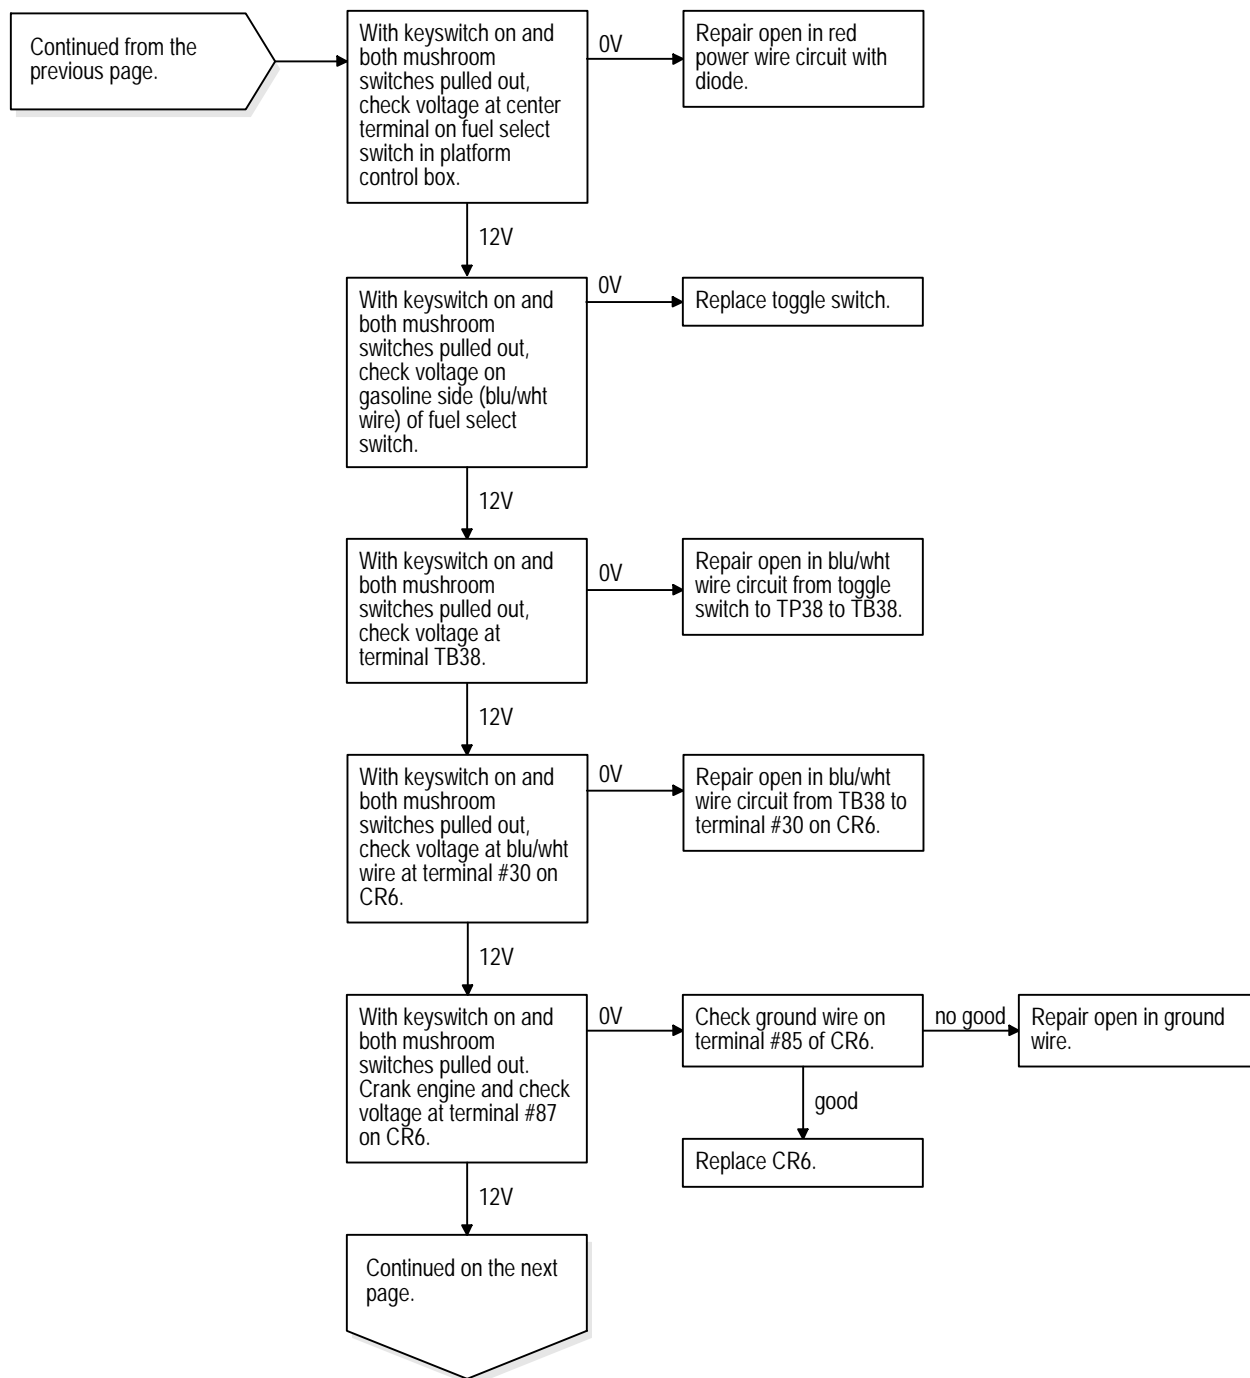 Continued from the
previous page.
With keyswitch on and
both mushroom
switches pulled out,
check voltage at center
terminal on fuel select
switch in platform
control box.
0V
Repair open in red
power wire circuit with
diode.
12V
With keyswitch on and
both mushroom
switches pulled out,
check voltage on
gasoline side (blu/wht
wire) of fuel select
switch.
0V
Replace toggle switch.
12V
With keyswitch on and
both mushroom
switches pulled out,
check voltage at
terminal TB38.
0V
Repair open in blu/wht
wire circuit from toggle
switch to TP38 to TB38.
12V
With keyswitch on and
both mushroom
switches pulled out,
check voltage at blu/wht
wire at terminal #30 on
CR6.
0V
Repair open in blu/wht
wire circuit from TB38 to
terminal #30 on CR6.
12V
With keyswitch on and
both mushroom
switches pulled out.
Crank engine and check
voltage at terminal #87
on CR6.
0V
Check ground wire on
terminal #85 of CR6.
no good
Repair open in ground
wire.
good
Replace CR6.
12V
Continued on the next
page.